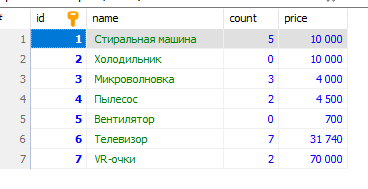 # id name count price
1 1 Стиральная машина 5 10 000
2 2 Холодильник 0 10 000
3 3 Микроволновка 3 4 000
4 4 Пылесос 2 4 500
5 5 Вентилятор 0 700
6 6 Телевизор 7 31 740
7 7 VR-очки 2 70 000